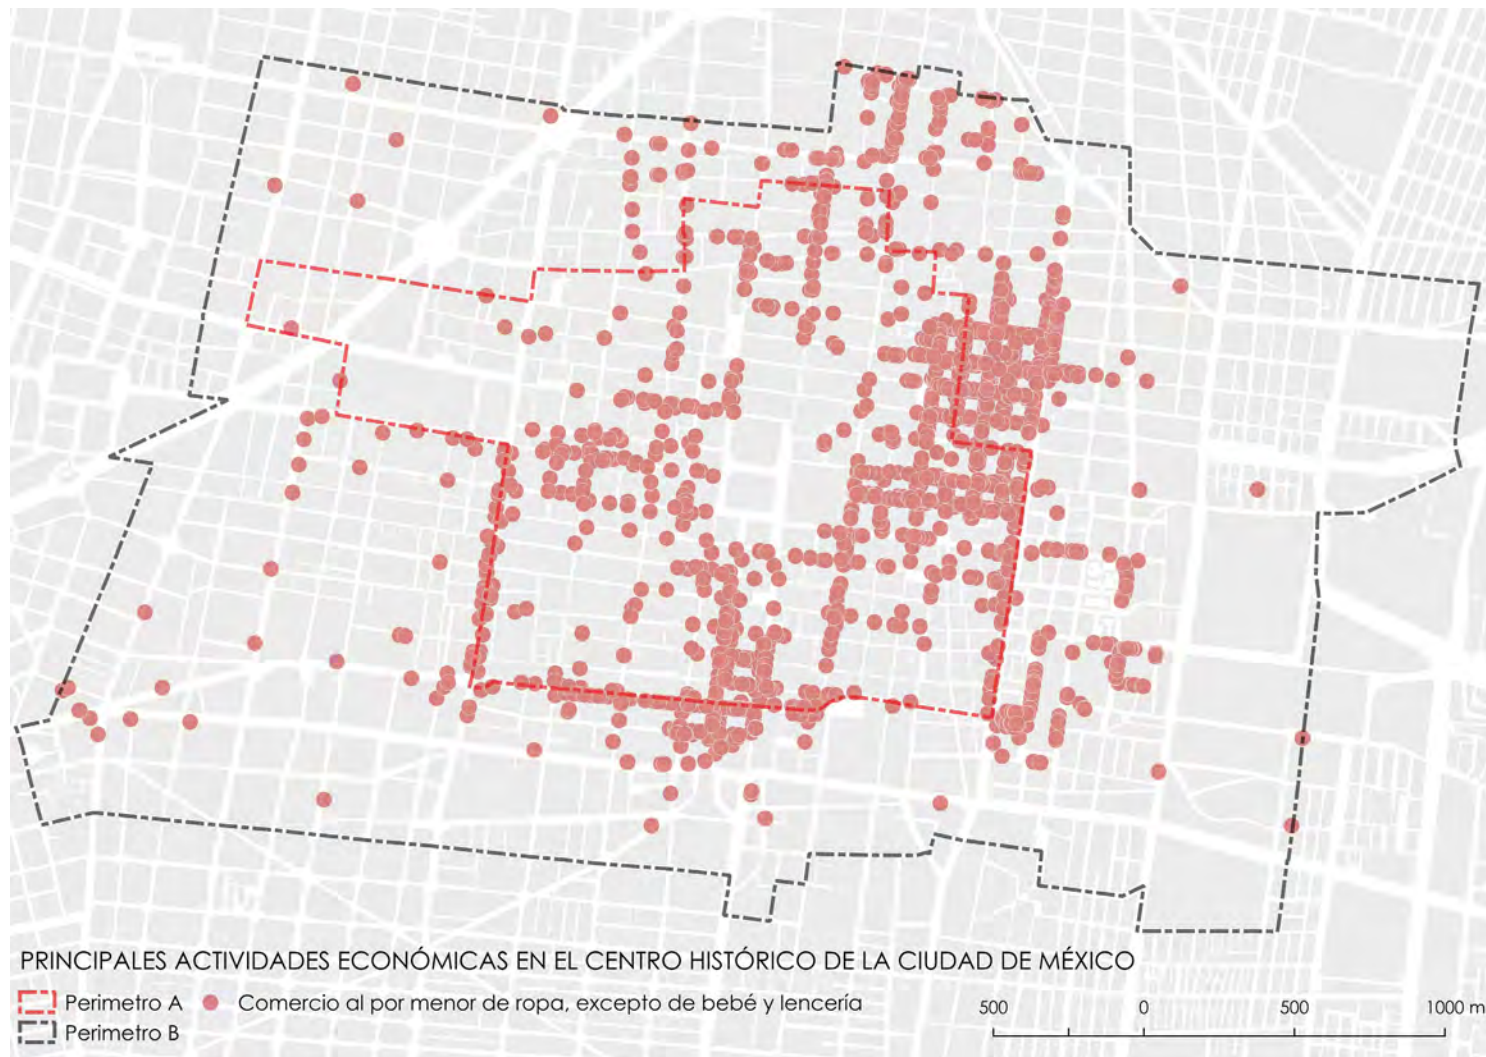 PRINCIPALES ACTIVIDADES ECONÓMICAS EN EL CENTRO HISTÓRICO DE LA CIUDAD DE MÉXICO
Perimetro A
Comercio al por menor de ropa, excepto de bebé y lencería
Perimetro B
500 0 500 1000 m